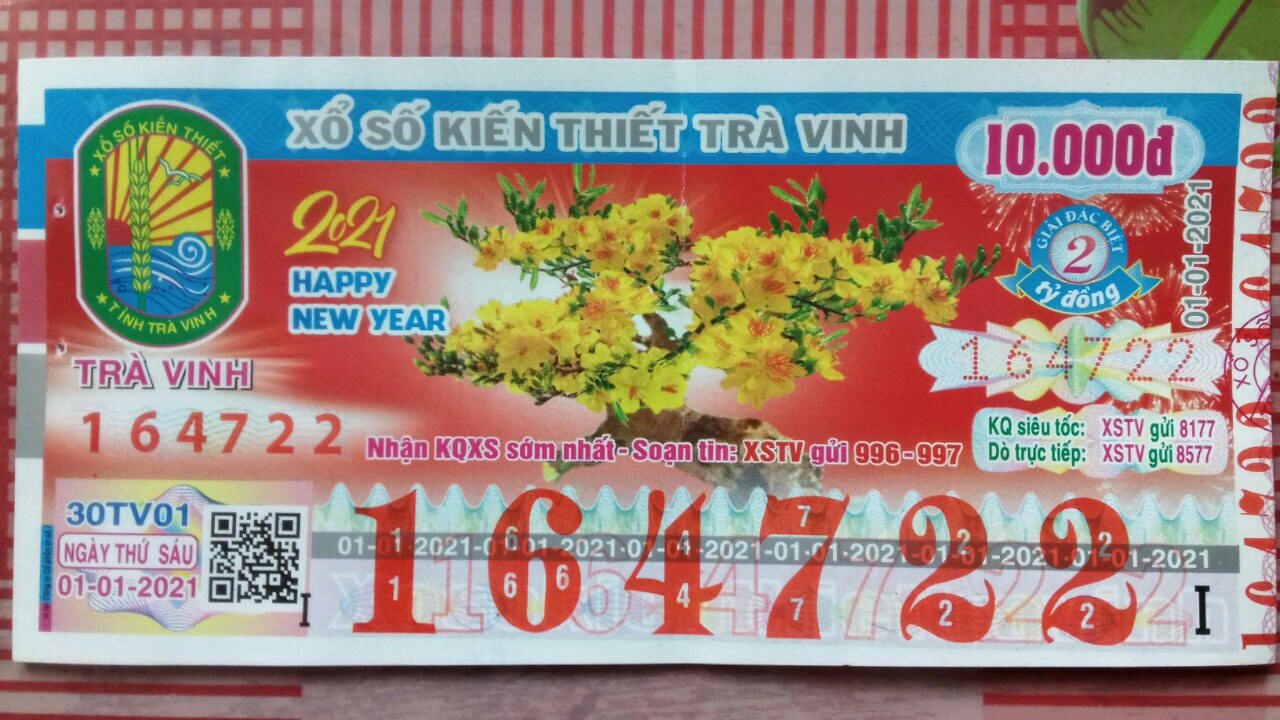 XỔ SỐ KIẾN THIẾT TRÀ VINH
10.000đ
XỔ SỐ KIẾN THIẾT
TỈNH TRÀ VINH
TRÀ VINH
164722
2021
HAPPY
NEW YEAR
GIẢI ĐẶC BIỆT
2
tỷ đồng
01-01-2021
164722
KQ siêu tốc: XSTV gửi 8177
Dò trực tiếp: XSTV gửi 8577
Nhận KQXS sớm nhất - Soạn tin: XSTV gửi 996-997
30TV01
NGÀY THỨ SÁU
01-01-2021
I
164722
01-01-2021-01-01-2021-01-01-2021-01-01-2021-01-01-2021-01-01-2021
I